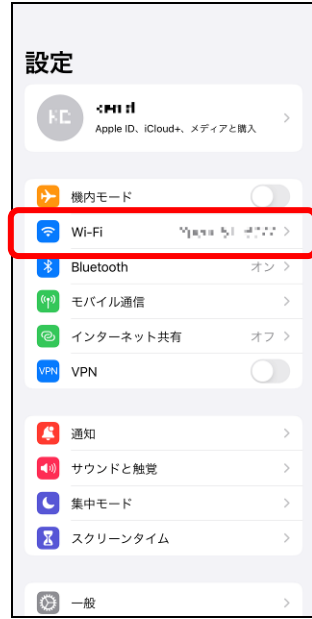 設定
Apple ID、iCloud+、メディアと購入
機内モード
Wi-Fi
Bluetooth オン
モバイル通信
インターネット共有 オフ
VPN VPN
通知
サウンドと触覚
集中モード
スクリーンタイム
一般